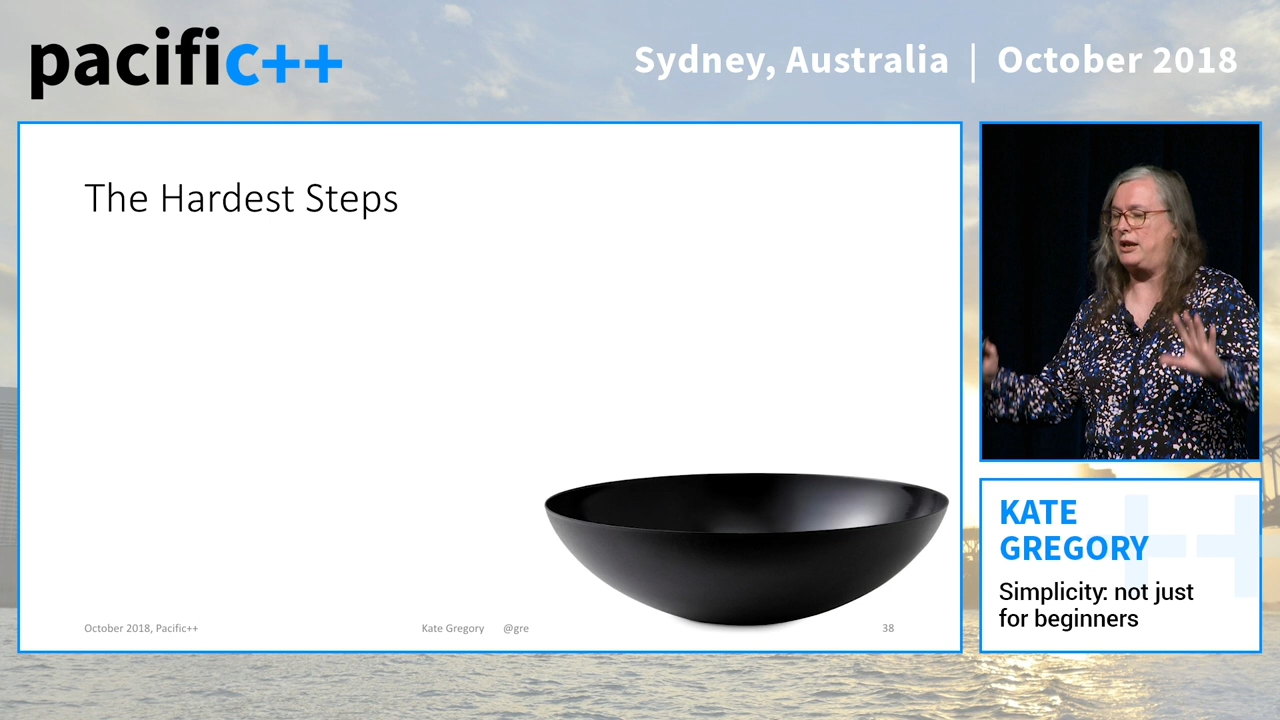 pacific++
Sydney, Australia | October 2018
The Hardest Steps
October 2018, Pacific++
Kate Gregory @gre
38
KATE
GREGORY
Simplicity: not just
for beginners